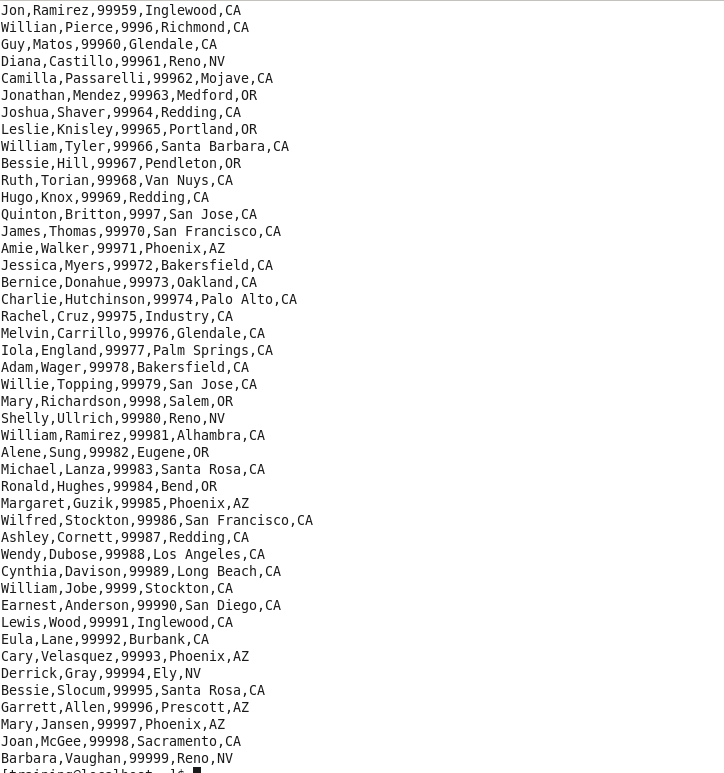 Jon,Ramirez,99959,Inglewood,CA
Willian,Pierce,9996,Richmond,CA
Guy,Matos,99960,Glendale,CA
Diana,Castillo,99961,Reno,NV
Camilla,Passarelli,99962,Mojave,CA
Jonathan,Mendez,99963,Medford,OR
Joshua,Shaver,99964,Redding,CA
Leslie,Knisley,99965,Portland,OR
William,Tyler,99966,Santa Barbara,CA
Bessie,Hill,99967,Pendleton,OR
Ruth,Torian,99968,Van Nuys,CA
Hugo,Knox,99969,Redding,CA
Quinton,Britton,9997,San Jose,CA
James,Thomas,99970,San Francisco,CA
Amie,Walker,99971,Phoenix,AZ
Jessica,Myers,99972,Bakersfield,CA
Bernice,Donahue,99973,Oakland,CA
Charlie,Hutchinson,99974,Palo Alto,CA
Rachel,Cruz,99975,Industry,CA
Melvin,Carrillo,99976,Glendale,CA
Iola,England,99977,Palm Springs,CA
Adam,Wager,99978,Bakersfield,CA
Willie,Topping,99979,San Jose,CA
Mary,Richardson,9998,Salem,OR
Shelly,Ullrich,99980,Reno,NV
William,Ramirez,99981,Alhambra,CA
Alene,Sung,99982,Eugene,OR
Michael,Lanza,99983,Santa Rosa,CA
Ronald,Hughes,99984,Bend,OR
Margaret,Guzik,99985,Phoenix,AZ
Wilfred,Stockton,99986,San Francisco,CA
Ashley,Cornett,99987,Redding,CA
Wendy,Dubose,99988,Los Angeles,CA
Cynthia,Davison,99989,Long Beach,CA
William,Jobe,9999,Stockton,CA
Earnest,Anderson,99990,San Diego,CA
Lewis,Wood,99991,Inglewood,CA
Eula,Lane,99992,Burbank,CA
Cary,Velasquez,99993,Phoenix,AZ
Derrick,Gray,99994,Ely,NV
Bessie,Slocum,99995,Santa Rosa,CA
Garrett,Allen,99996,Prescott,AZ
Mary,Jansen,99997,Phoenix,AZ
Joan,McGee,99998,Sacramento,CA
Barbara,Vaughan,99999,Reno,NV